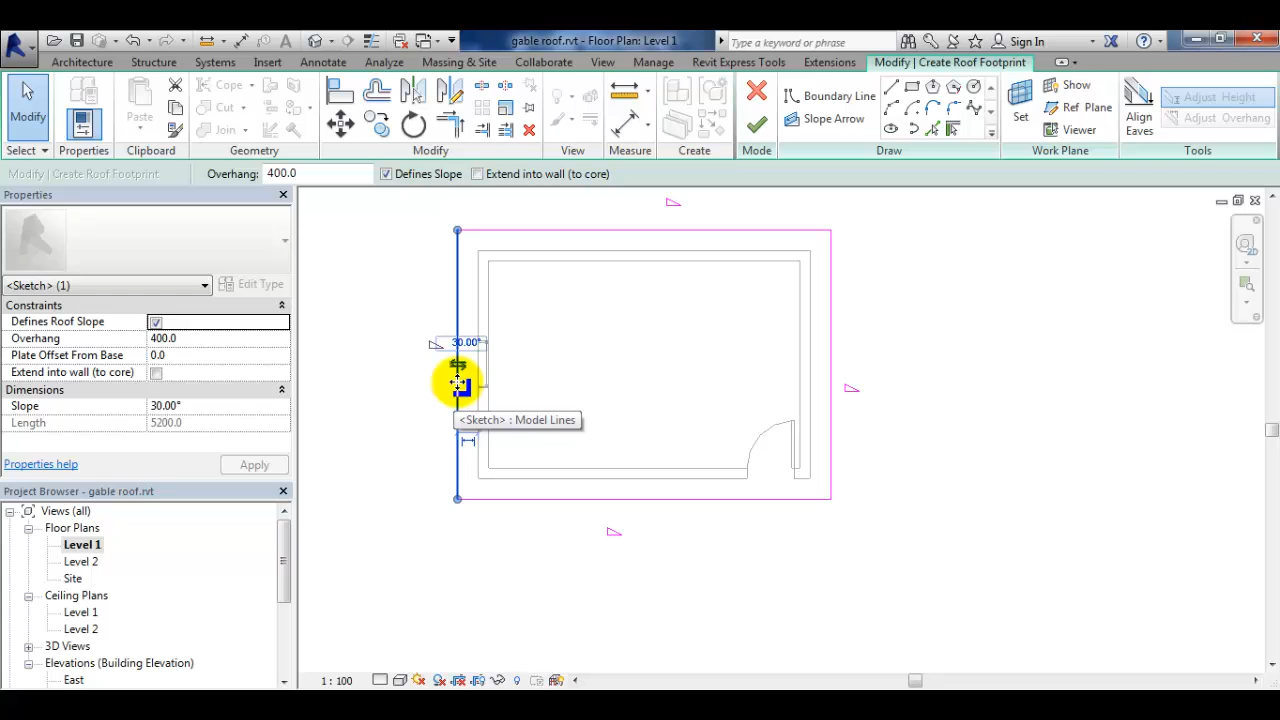 gable roof.rvt - Floor Plan: Level 1
Type a keyword or phrase
Sign In
Architecture
Structure
Systems
Insert
Annotate
Analyze
Massing & Site
Collaborate
View
Manage
Revit Express Tools
Extensions
Modify | Create Roof Footprint
Modify
Paste
Cope
Cut
Join
Boundary Line
Slope Arrow
Set
Show
Ref Plane
Viewer
Align
Eaves
Adjust Height
Adjust Overhang
Select
Properties
Clipboard
Geometry
Modify
View
Measure
Create
Mode
Draw
Work Plane
Tools
Modify | Create Roof Footprint
Overhang: 400.0
Defines Slope
Extend into wall (to core)
Properties
<Sketch> (1)
Edit Type
Constraints
Defines Roof Slope
Overhang 400.0
Plate Offset From Base 0.0
Extend into wall (to core)
Dimensions
Slope 30.00°
Length 5200.0
Properties help
Apply
Project Browser - gable roof.rvt
Views (all)
Floor Plans
Level 1
Level 2
Site
Ceiling Plans
Level 1
Level 2
3D Views
Elevations (Building Elevation)
East
30.00°
<Sketch> : Model Lines
2D
1 : 100